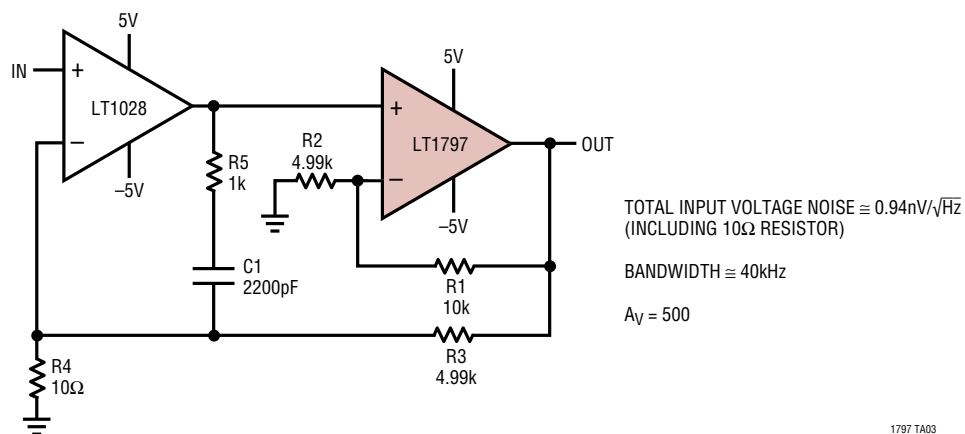 5V
IN
+
LT1028
−
−5V
5V
+
LT1797
−
−5V
OUT
R2
4.99k
R5
1k
C1
2200pF
R1
10k
R3
4.99k
R4
10Ω
TOTAL INPUT VOLTAGE NOISE ≅ 0.94nV/√Hz
(INCLUDING 10Ω RESISTOR)
BANDWIDTH ≅ 40kHz
AV = 500
1797 TA03